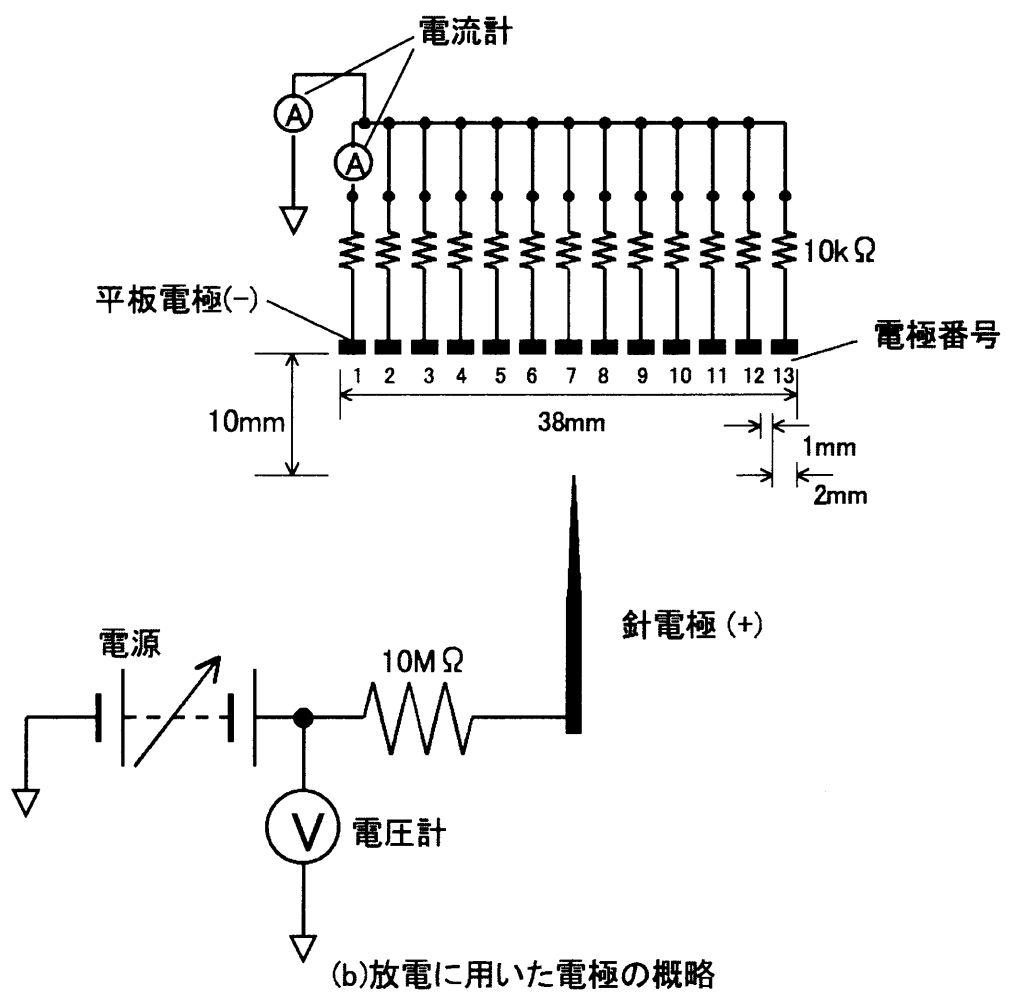 電流計
A
A
10kΩ
平板電極(-)
電極番号
1 2 3 4 5 6 7 8 9 10 11 12 13
10mm
38mm
1mm
2mm
針電極 (+)
電源
10MΩ
V
電圧計
(b)放電に用いた電極の概略